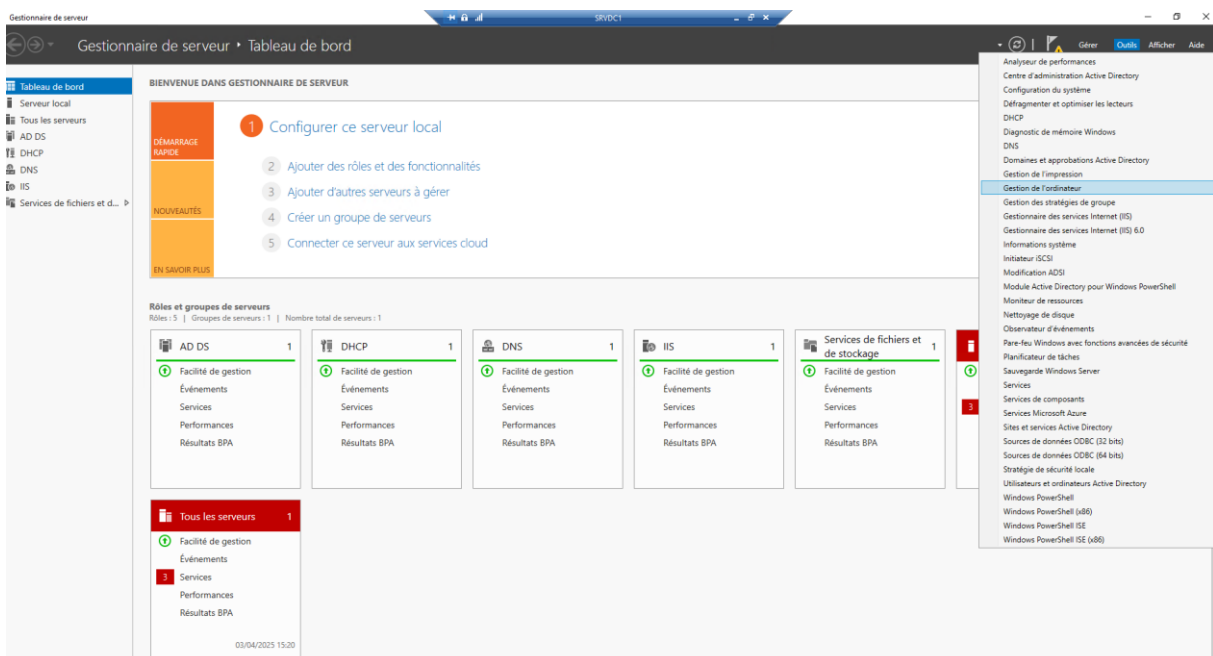 Gestionnaire de serveur
SRVDC1
Gestionnaire de serveur • Tableau de bord
Gérer Outils Afficher Aide
Tableau de bord
Serveur local
Tous les serveurs
AD DS
DHCP
DNS
IIS
Services de fichiers et d...
BIENVENUE DANS GESTIONNAIRE DE SERVEUR
DÉMARRAGE
RAPIDE
NOUVEAUTÉS
EN SAVOIR PLUS
1 Configurer ce serveur local
2 Ajouter des rôles et des fonctionnalités
3 Ajouter d'autres serveurs à gérer
4 Créer un groupe de serveurs
5 Connecter ce serveur aux services cloud
Rôles et groupes de serveurs
Rôles : 5 | Groupes de serveurs : 1 | Nombre total de serveurs : 1
AD DS 1
Facilité de gestion
Événements
Services
Performances
Résultats BPA
DHCP 1
Facilité de gestion
Événements
Services
Performances
Résultats BPA
DNS 1
Facilité de gestion
Événements
Services
Performances
Résultats BPA
IIS 1
Facilité de gestion
Événements
Services
Performances
Résultats BPA
Services de fichiers et
de stockage 1
Facilité de gestion
Événements
Services
Performances
Résultats BPA
3
Tous les serveurs 1
Facilité de gestion
Événements
3 Services
Performances
Résultats BPA
03/04/2025 15:20
Analyseur de performances
Centre d'administration Active Directory
Configuration du système
Défragmenter et optimiser les lecteurs
DHCP
Diagnostic de mémoire Windows
DNS
Domaines et approbations Active Directory
Gestion de l'impression
Gestion de l'ordinateur
Gestion des stratégies de groupe
Gestionnaire des services Internet (IIS)
Gestionnaire des services Internet (IIS) 6.0
Informations système
Initiateur iSCSI
Modification ADSI
Module Active Directory pour Windows PowerShell
Moniteur de ressources
Nettoyage de disque
Observateur d'événements
Pare-feu Windows avec fonctions avancées de sécurité
Planificateur de tâches
Sauvegarde Windows Server
Services
Services de composants
Services Microsoft Azure
Sites et services Active Directory
Sources de données ODBC (32 bits)
Sources de données ODBC (64 bits)
Stratégie de sécurité locale
Utilisateurs et ordinateurs Active Directory
Windows PowerShell
Windows PowerShell (x86)
Windows PowerShell ISE
Windows PowerShell ISE (x86)